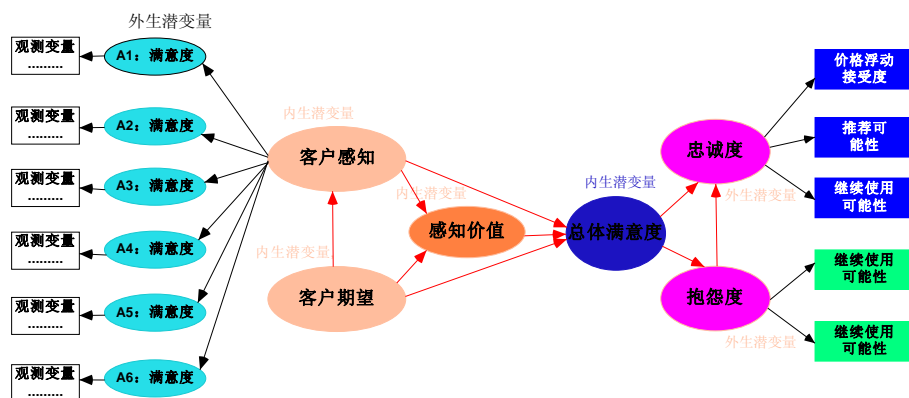 外生潜变量
观测变量
.........
A1：满意度
观测变量
.........
A2：满意度
观测变量
.........
A3：满意度
观测变量
.........
A4：满意度
观测变量
.........
A5：满意度
观测变量
.........
A6：满意度
内生潜变量
客户感知
内生潜变量
感知价值
内生潜变量
客户期望
内生潜变量
总体满意度
忠诚度
外生潜变量
抱怨度
外生潜变量
价格浮动
接受度
推荐可
能性
继续使用
可能性
继续使用
可能性
继续使用
可能性